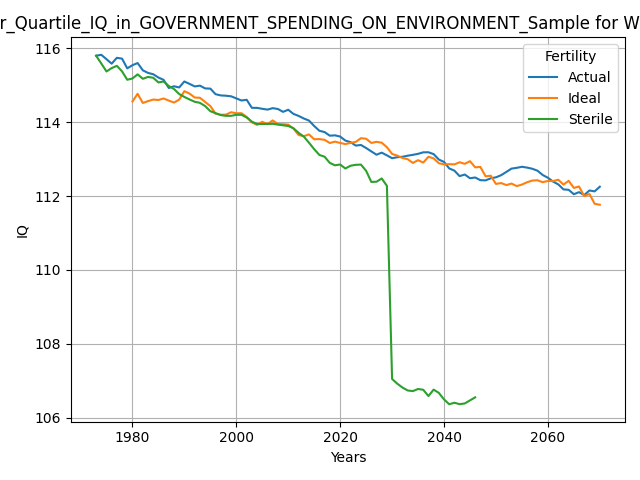 r_Quartile_IQ_in_GOVERNMENT_SPENDING_ON_ENVIRONMENT_Sample for W
116
114
112
110
108
106
IQ
Fertility
Actual
Ideal
Sterile
1980
2000
2020
2040
2060
Years